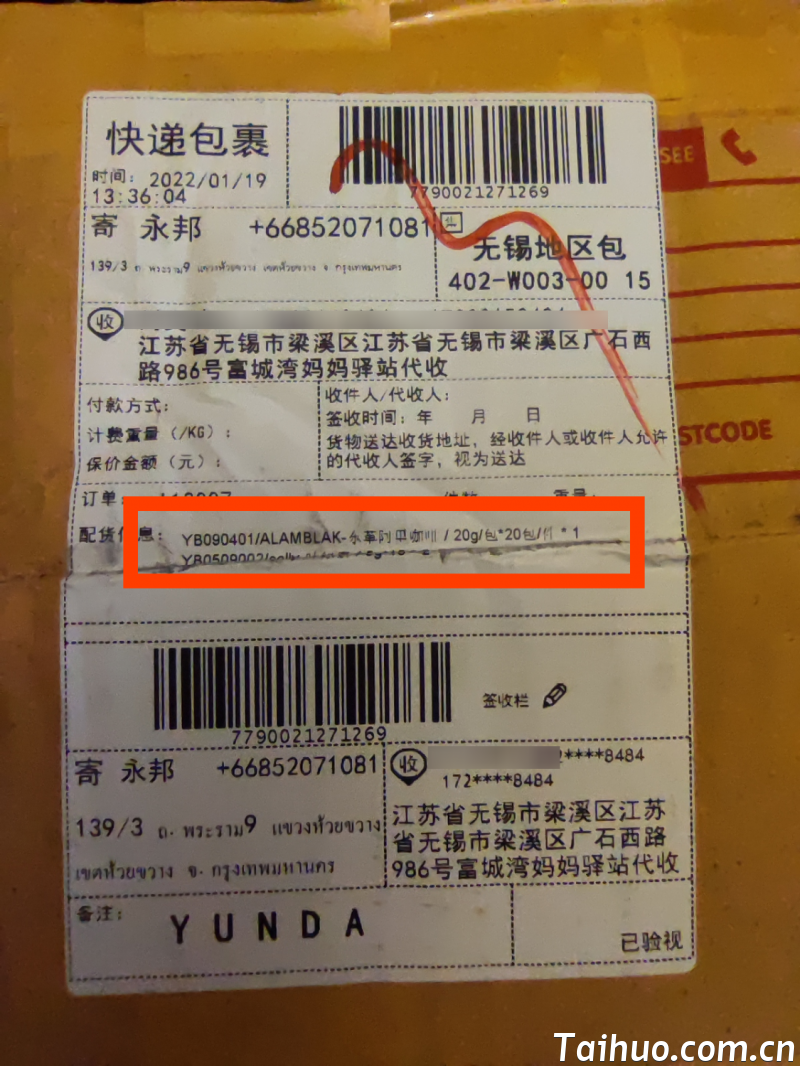 快递包裹
时间: 2022/01/19
13:36:04
7790021271269
SEE
寄 永邦 +66852071081
139/3 ถ. พระราม9 แขวงห้วยขวาง เขตห้วยขวาง จ. กรุงเทพมหานคร
无锡地区包
402-W003-00 15
收
江苏省无锡市梁溪区江苏省无锡市梁溪区广石西
路986号富城湾妈妈驿站代收
付款方式:
计费重量(/KG):
保价金额(元):
收件人/代收人:
签收时间: 年 月 日
货物送达收货地址, 经收件人或收件人允许
的代收人签字, 视为送达
STCODE
订单:
重量:
配货信息: YB090401/ALAMBLAK- / 20g/包*20包/ * 1
签收栏
7790021271269
寄 永邦 +66852071081
139/3 ถ. พระราม9 แขวงห้วยขวาง
เขตห้วยขวาง จ. กรุงเทพมหานคร
收
****8484
172****8484
江苏省无锡市梁溪区江苏
省无锡市梁溪区广石西路
986号富城湾妈妈驿站代收
备注:
YUNDA
已验视
Taihuo.com.cn